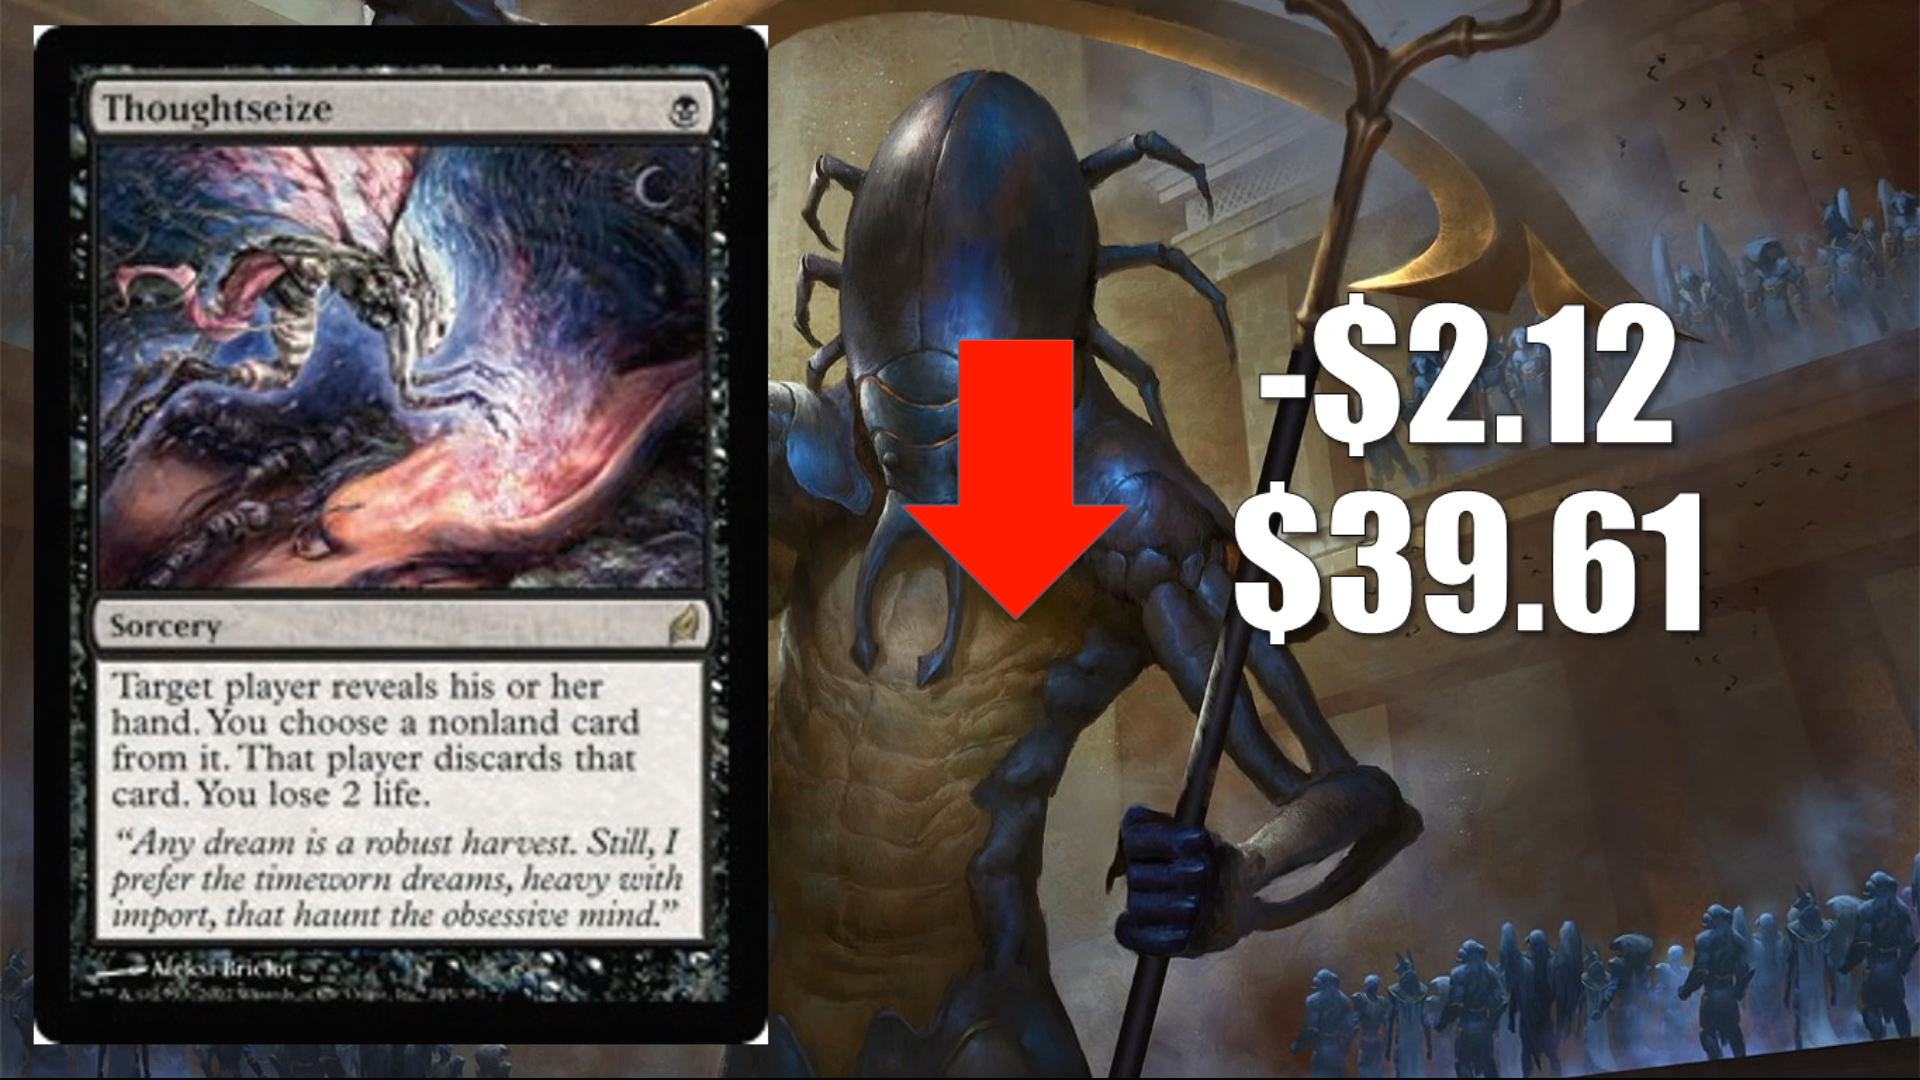 Thoughtseize
Sorcery
Target player reveals his or her
hand. You choose a nonland card
from it. That player discards that
card. You lose 2 life.
“Any dream is a robust harvest. Still, I
prefer the timeworn dreams, heavy with
import, that haunt the obsessive mind.”
Aleksi Briclot
-$2.12
$39.61